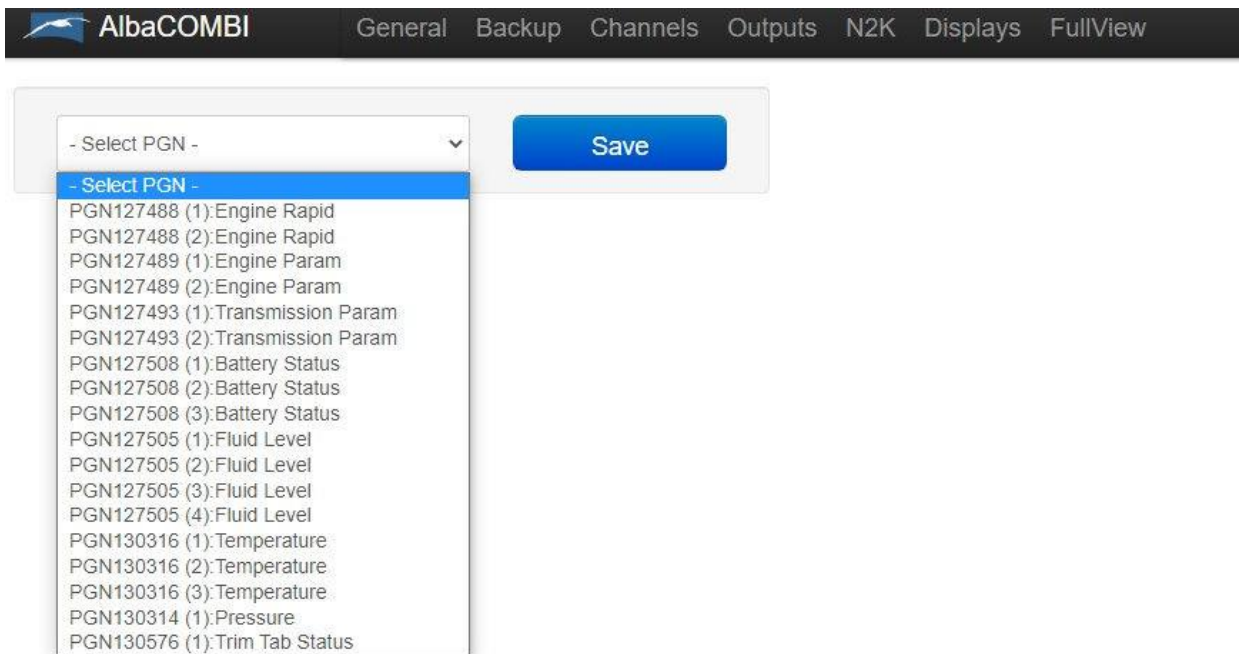 AlbaCOMBI General Backup Channels Outputs N2K Displays FullView
- Select PGN - Save
- Select PGN -
PGN127488 (1):Engine Rapid
PGN127488 (2):Engine Rapid
PGN127489 (1):Engine Param
PGN127489 (2):Engine Param
PGN127493 (1):Transmission Param
PGN127493 (2):Transmission Param
PGN127508 (1):Battery Status
PGN127508 (2):Battery Status
PGN127508 (3):Battery Status
PGN127505 (1):Fluid Level
PGN127505 (2):Fluid Level
PGN127505 (3):Fluid Level
PGN127505 (4):Fluid Level
PGN130316 (1):Temperature
PGN130316 (2):Temperature
PGN130316 (3):Temperature
PGN130314 (1):Pressure
PGN130576 (1):Trim Tab Status